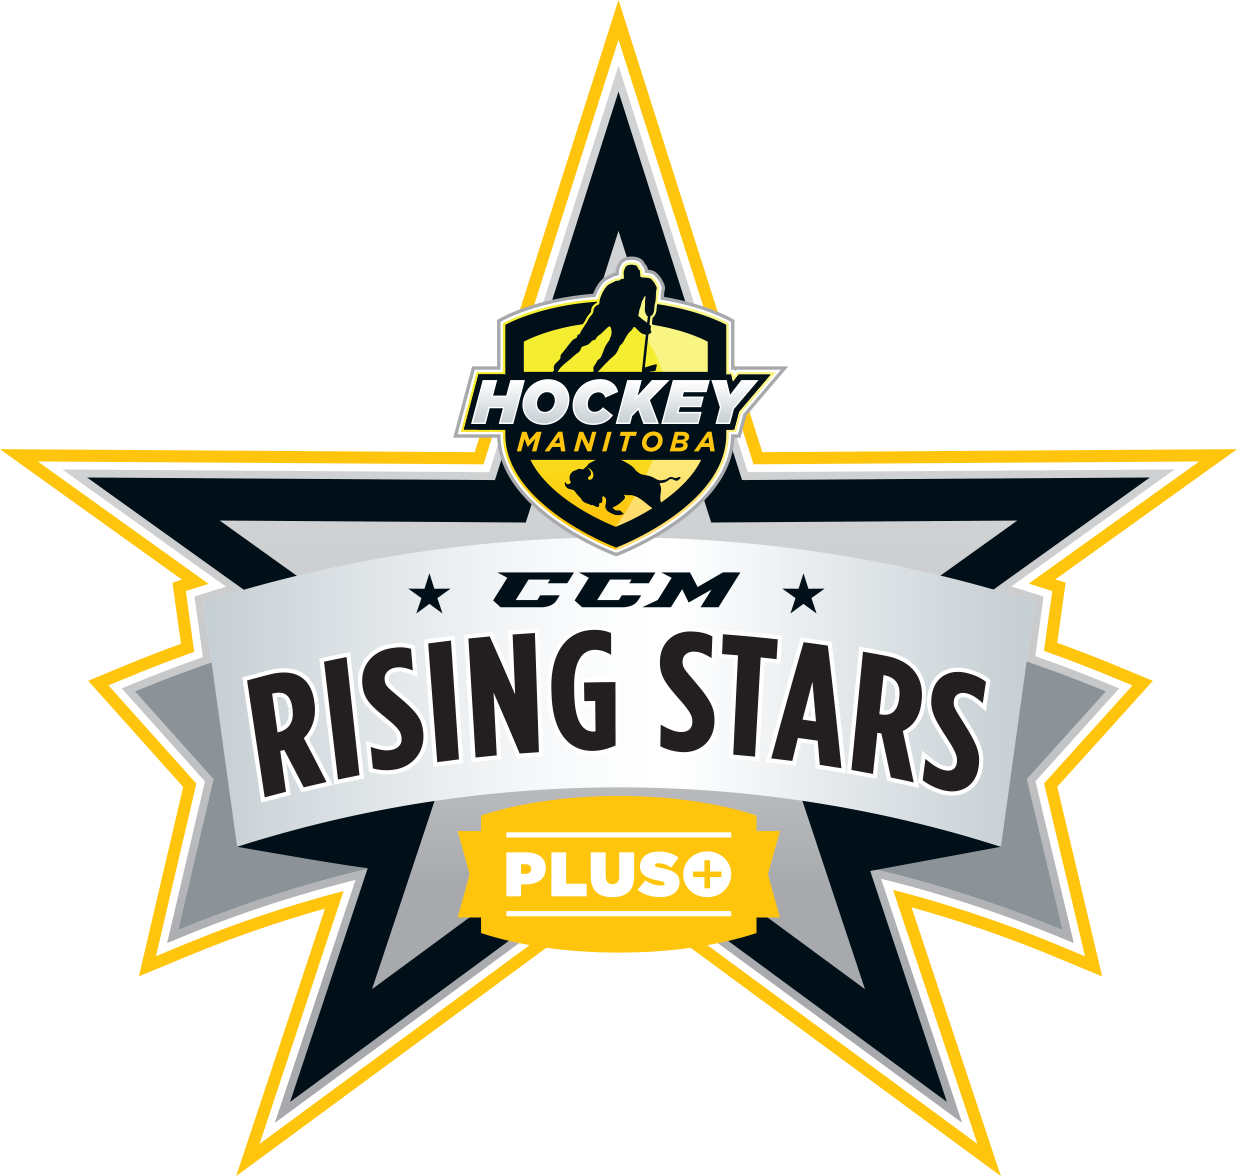 HOCKEY
MANITOBA
CCM
RISING STARS
PLUS+